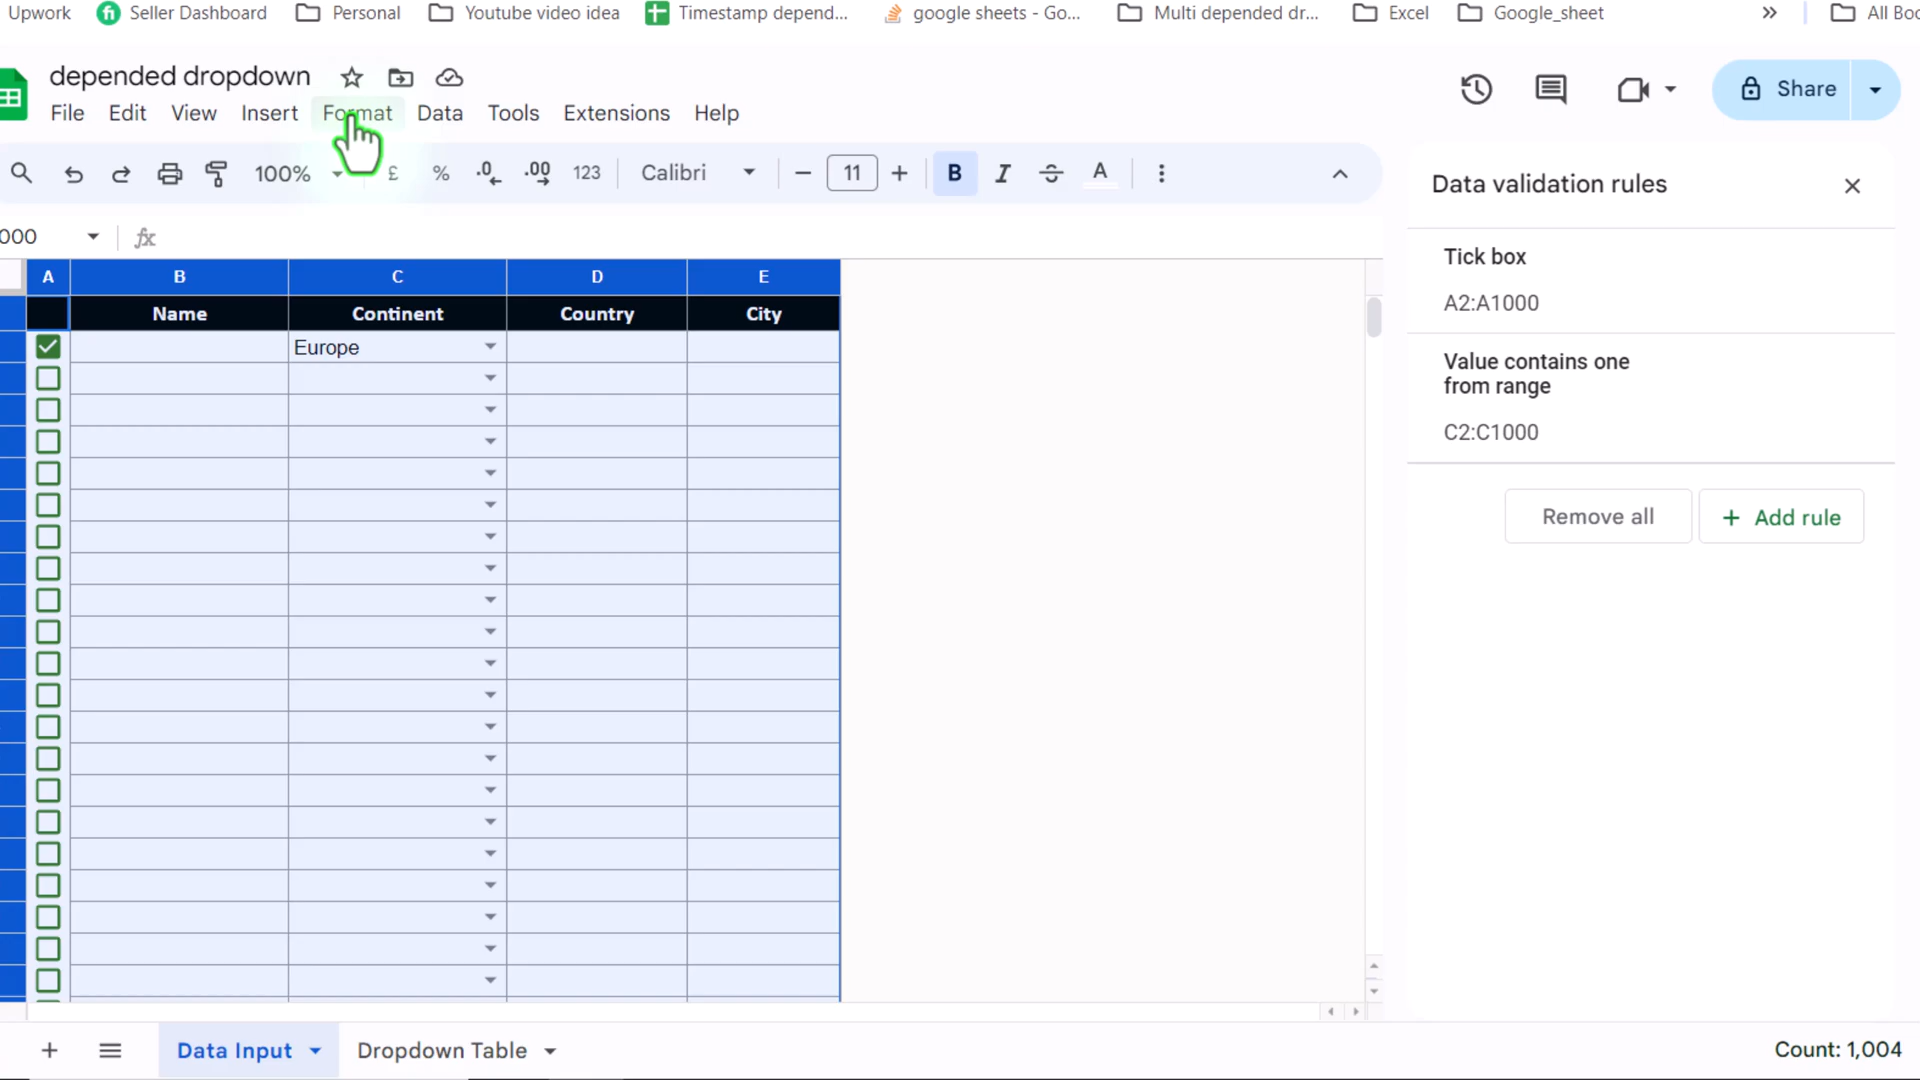 Upwork Seller Dashboard Personal Youtube video idea Timestamp depend... google sheets - Go... Multi depended dr... Excel Google_sheet » All Boo
depended dropdown
File Edit View Insert Format Data Tools Extensions Help
Share
100% £ % .0 .00 123 Calibri 11 B I S A
000 fx
Data validation rules
Tick box
A2:A1000
Value contains one
from range
C2:C1000
Remove all + Add rule
A B C D E
Name Continent Country City
Europe
Data Input Dropdown Table
Count: 1,004